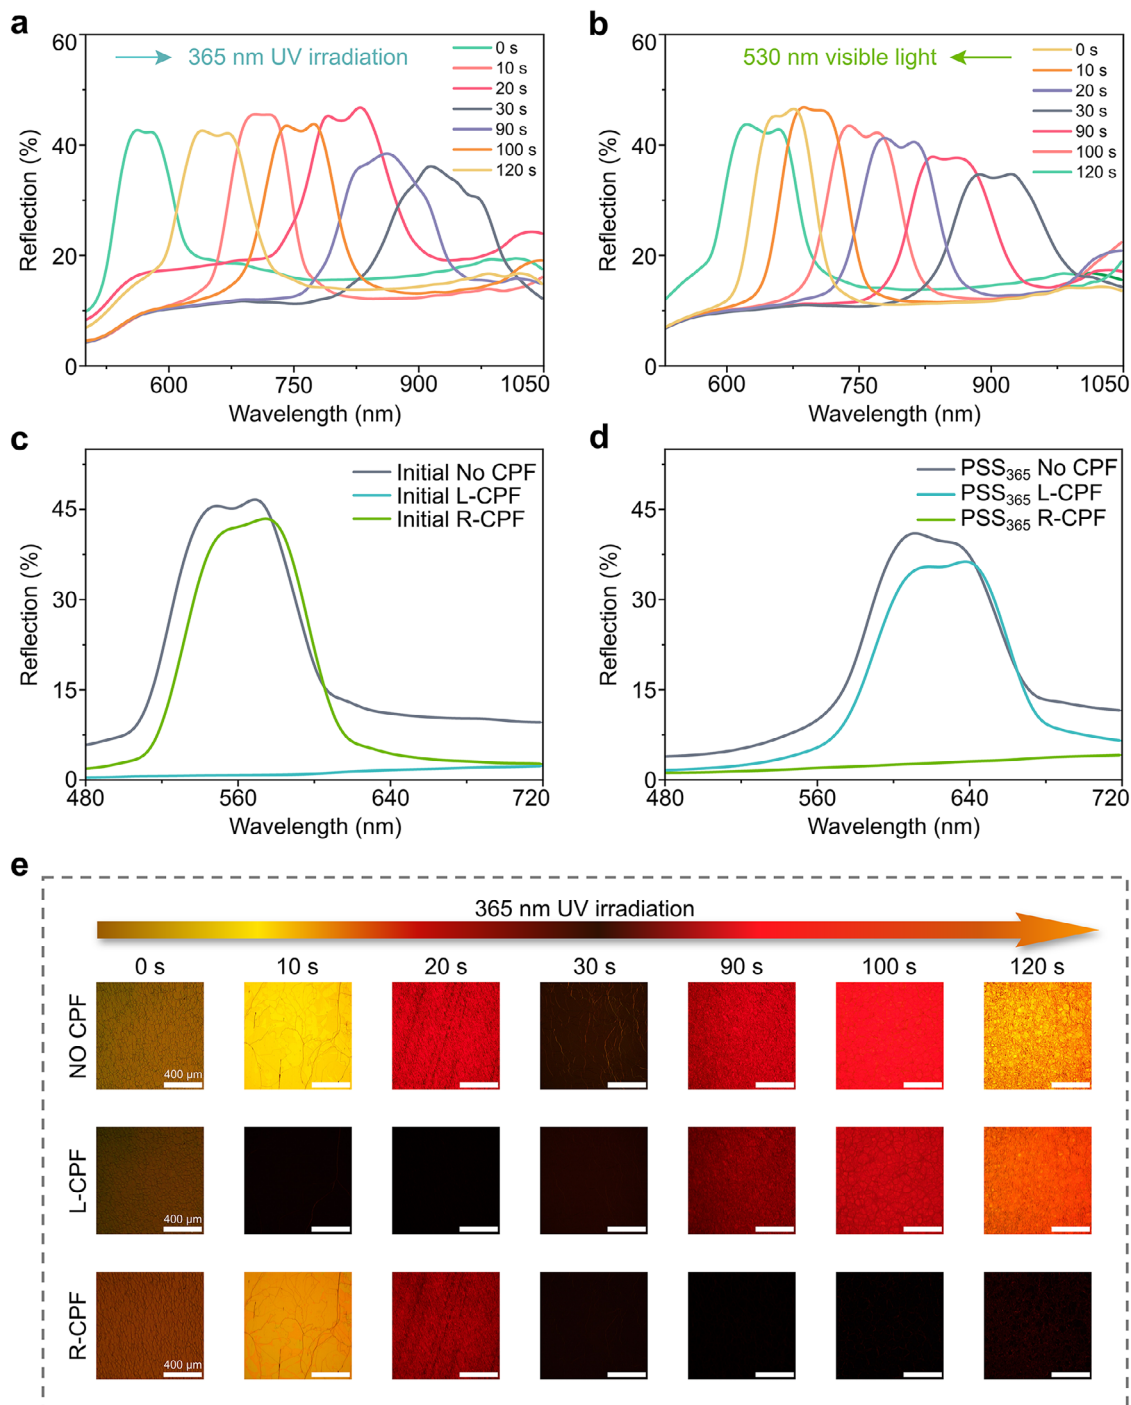 a
60
40
20
0
Reflection (%)
365 nm UV irradiation
0 s
10 s
20 s
30 s
90 s
100 s
120 s
600
750
900
1050
Wavelength (nm)
b
60
40
20
0
Reflection (%)
530 nm visible light
0 s
10 s
20 s
30 s
90 s
100 s
120 s
600
750
900
1050
Wavelength (nm)
c
45
30
15
0
Reflection (%)
Initial No CPF
Initial L-CPF
Initial R-CPF
480
560
640
720
Wavelength (nm)
d
45
30
15
0
Reflection (%)
PSS365 No CPF
PSS365 L-CPF
PSS365 R-CPF
480
560
640
720
Wavelength (nm)
e
365 nm UV irradiation
0 s 10 s 20 s 30 s 90 s 100 s 120 s
NO CPF
400 µm
L-CPF
400 µm
R-CPF
400 µm